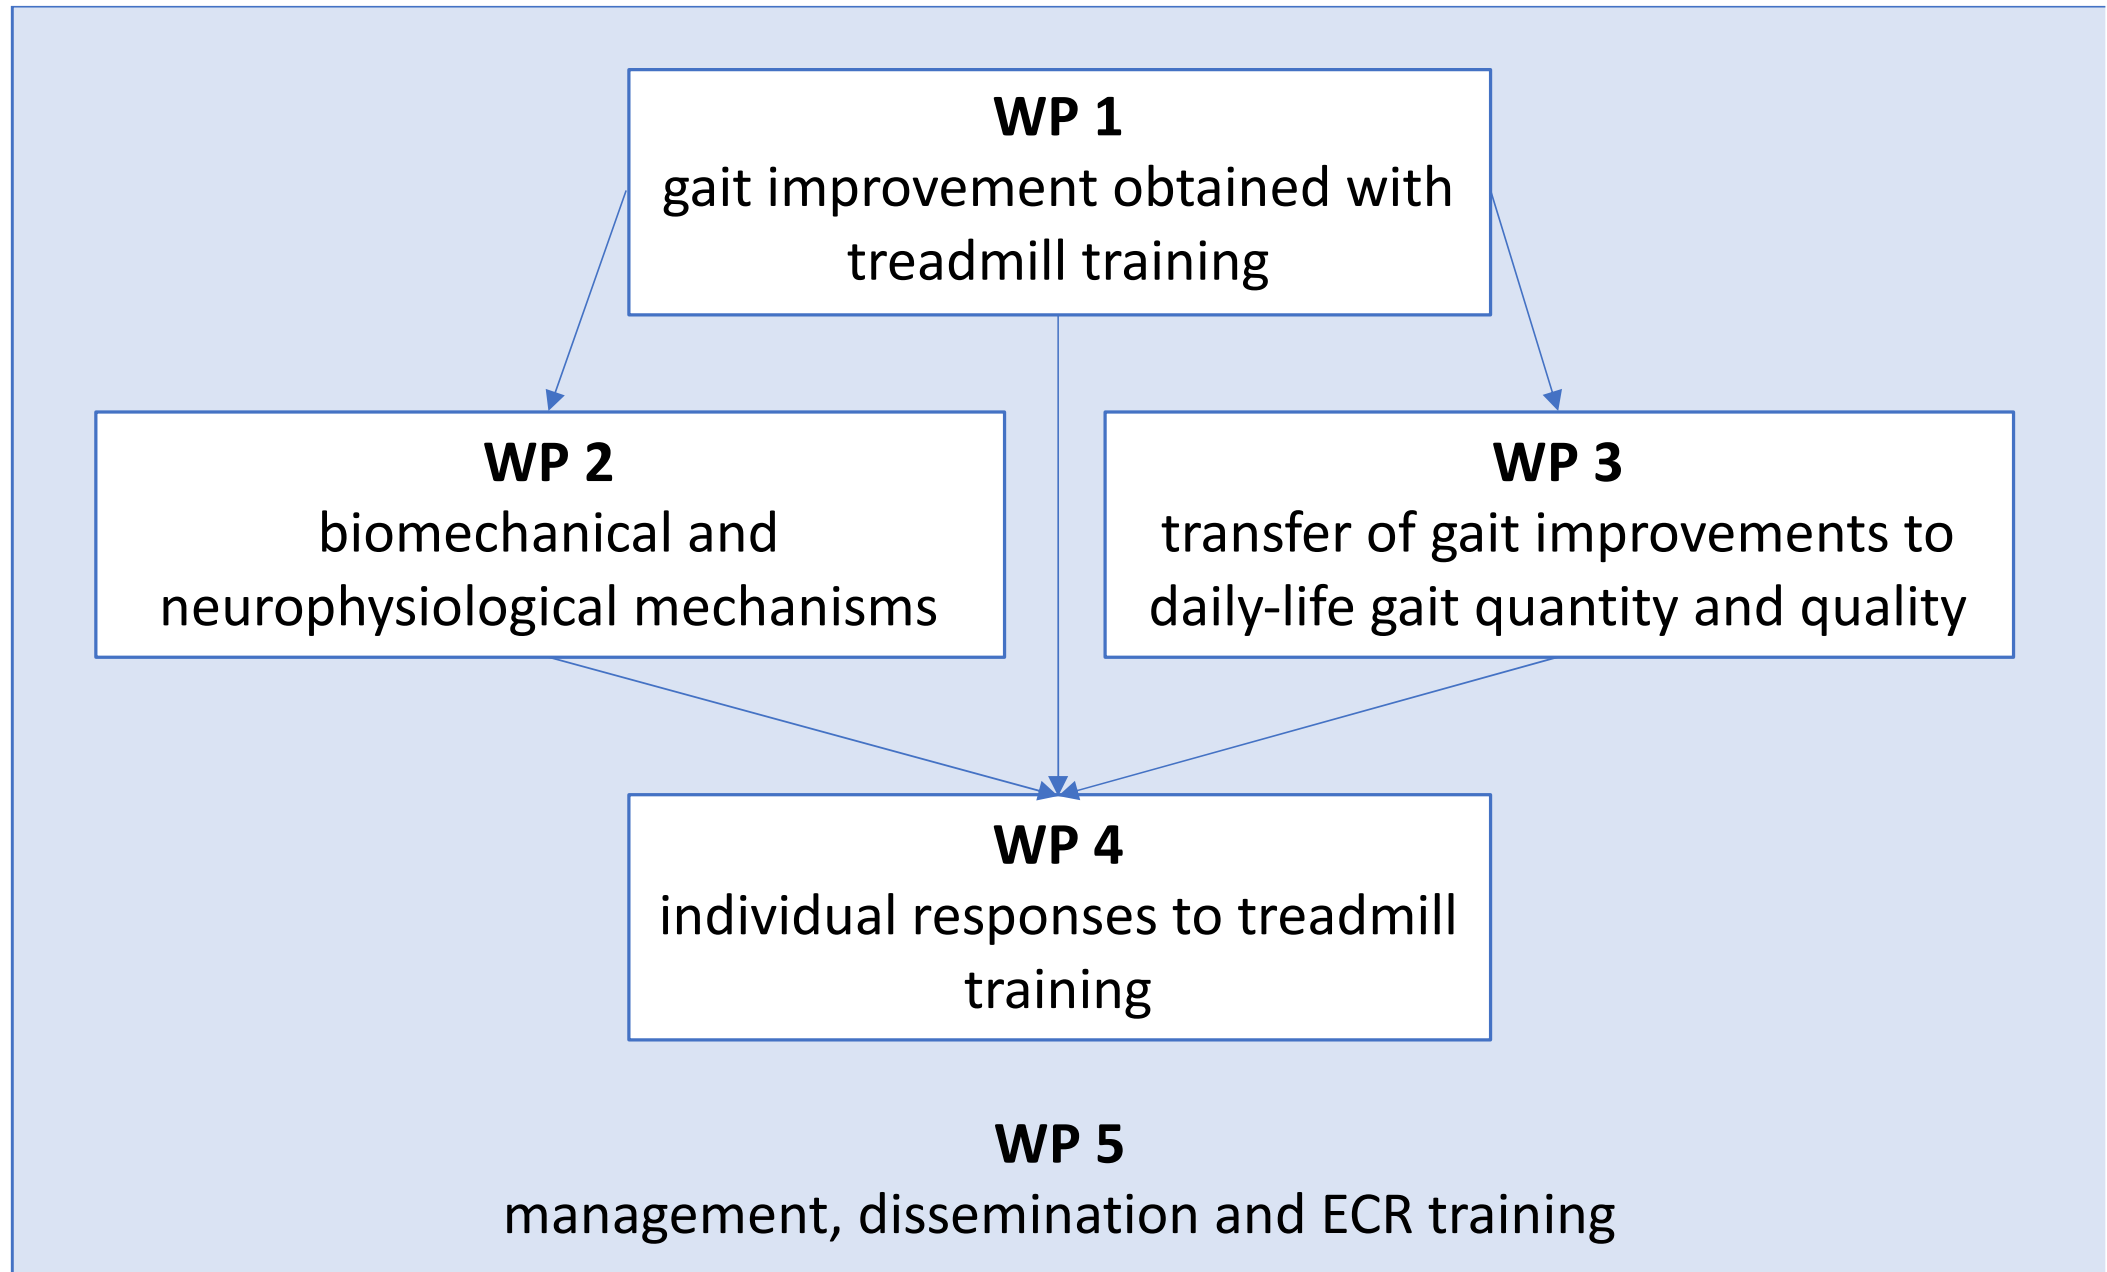 WP 1
gait improvement obtained with
treadmill training
WP 2
biomechanical and
neurophysiological mechanisms
WP 3
transfer of gait improvements to
daily-life gait quantity and quality
WP 4
individual responses to treadmill
training
WP 5
management, dissemination and ECR training